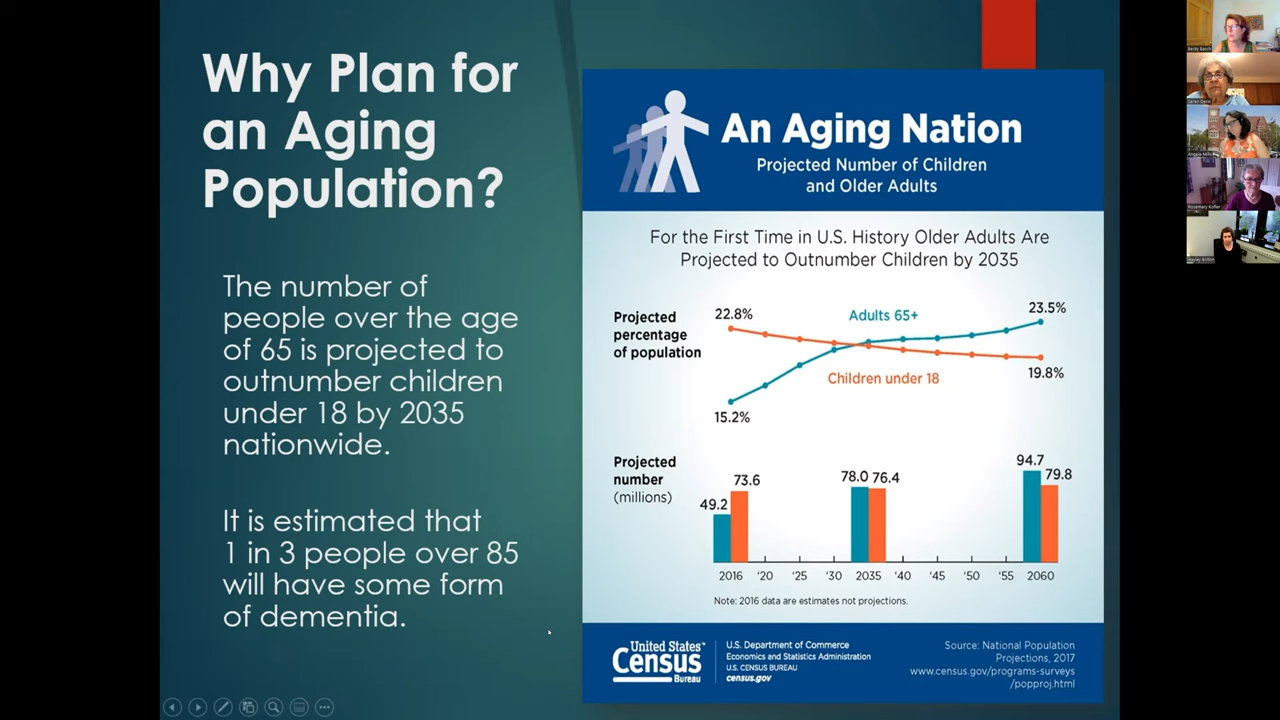 Why Plan for
an Aging
Population?
The number of
people over the age
of 65 is projected to
outnumber children
under 18 by 2035
nationwide.
It is estimated that
1 in 3 people over 85
will have some form
of dementia.
An Aging Nation
Projected Number of Children
and Older Adults
For the First Time in U.S. History Older Adults Are
Projected to Outnumber Children by 2035
Projected
percentage
of population
22.8%
Adults 65+
23.5%
15.2%
Children under 18
19.8%
Projected
number
(millions)
49.2
73.6
78.0
76.4
94.7
79.8
2016 '20 '25 '30 2035 '40 '45 '50 '55 2060
Note: 2016 data are estimates not projections.
United States™
Census
Bureau
U.S. Department of Commerce
Economics and Statistics Administration
U.S. CENSUS BUREAU
census.gov
Source: National Population
Projections, 2017
www.census.gov/programs-surveys
/popproj.html